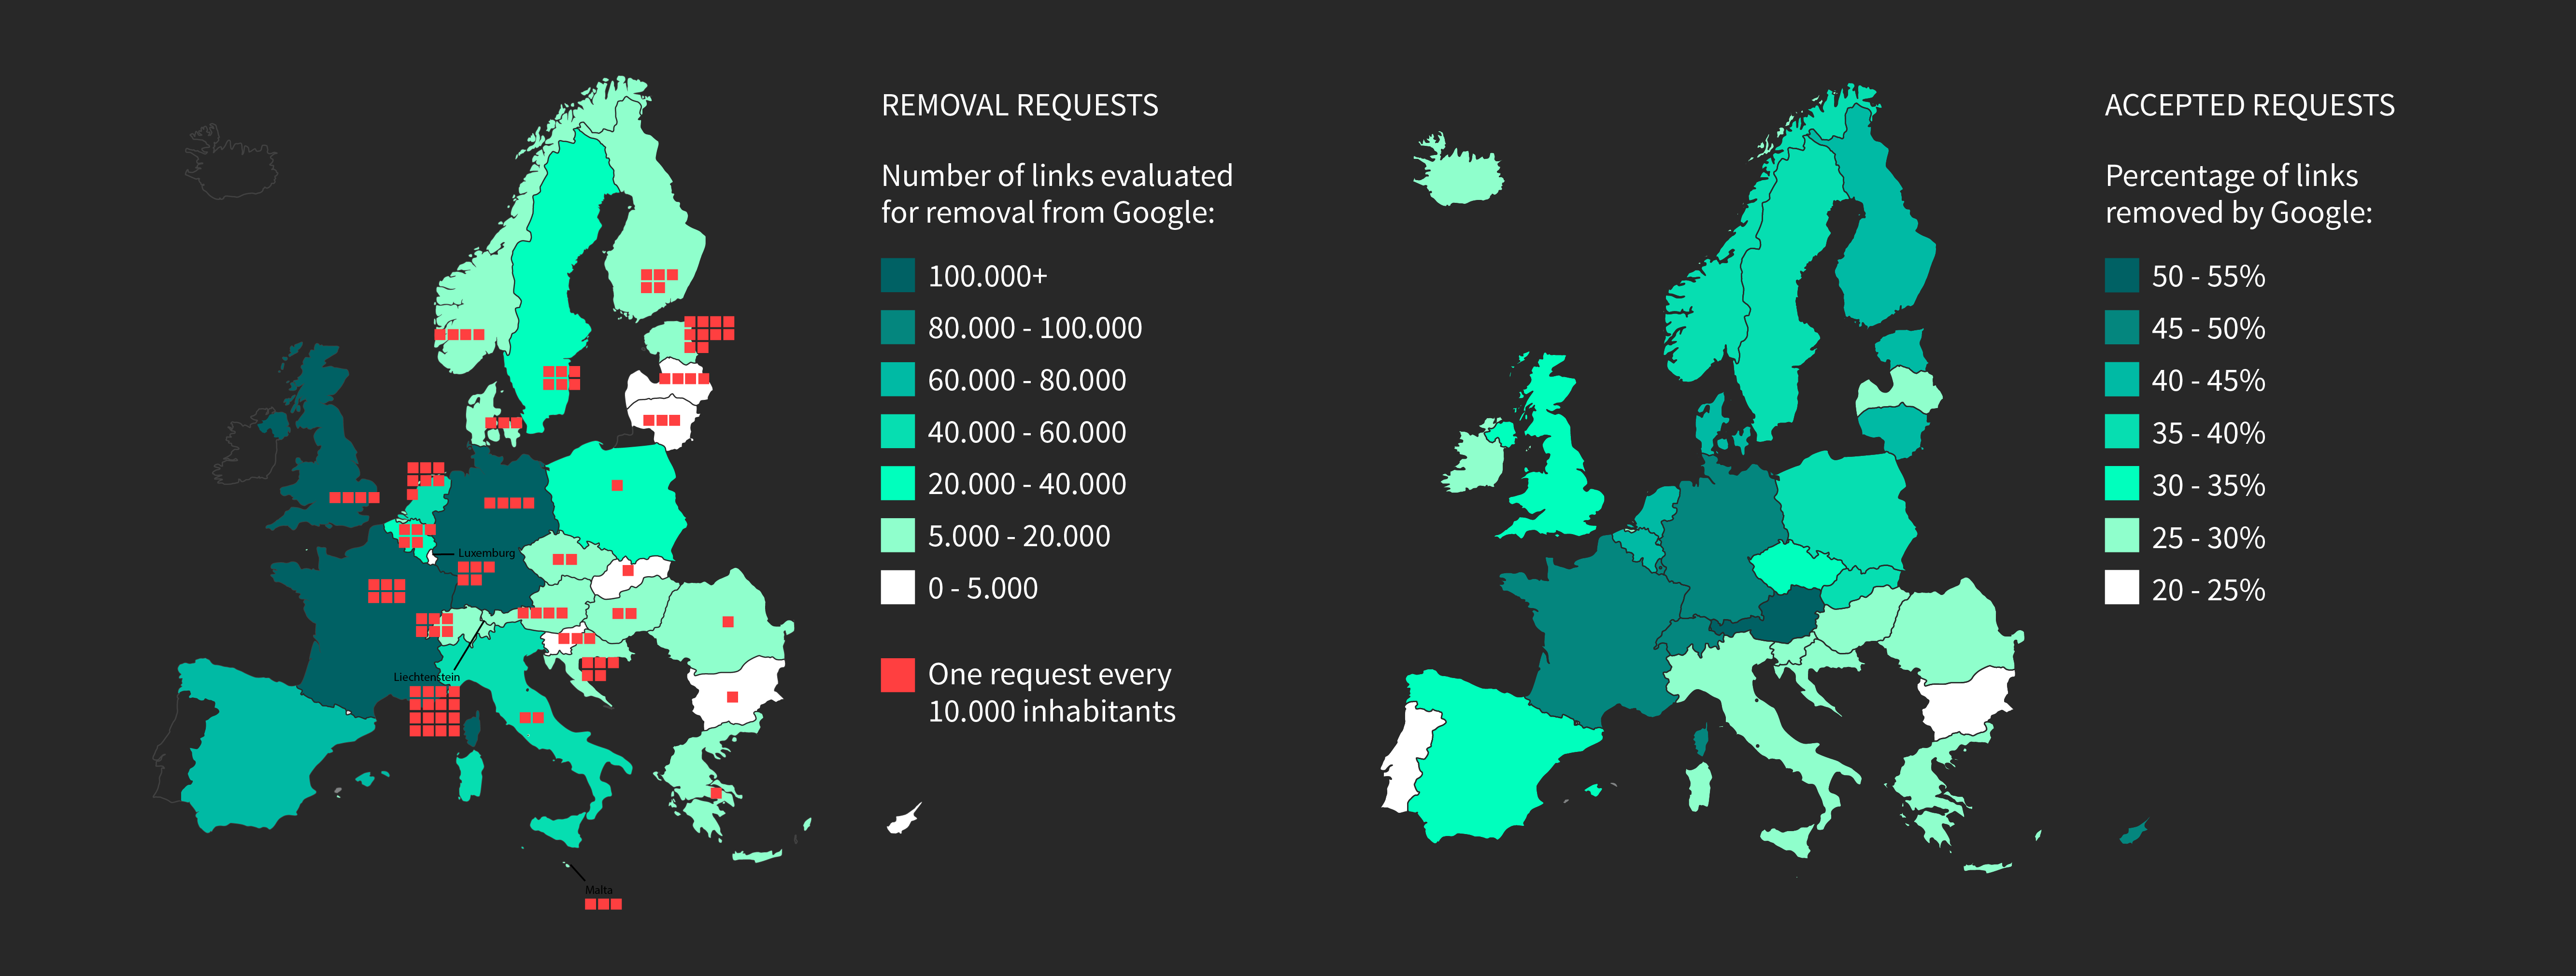 REMOVAL REQUESTS
Number of links evaluated
for removal from Google:
100.000+
80.000 - 100.000
60.000 - 80.000
40.000 - 60.000
20.000 - 40.000
5.000 - 20.000
0 - 5.000
One request every
10.000 inhabitants
Luxemburg
Liechtenstein
Malta
ACCEPTED REQUESTS
Percentage of links
removed by Google:
50 - 55%
45 - 50%
40 - 45%
35 - 40%
30 - 35%
25 - 30%
20 - 25%